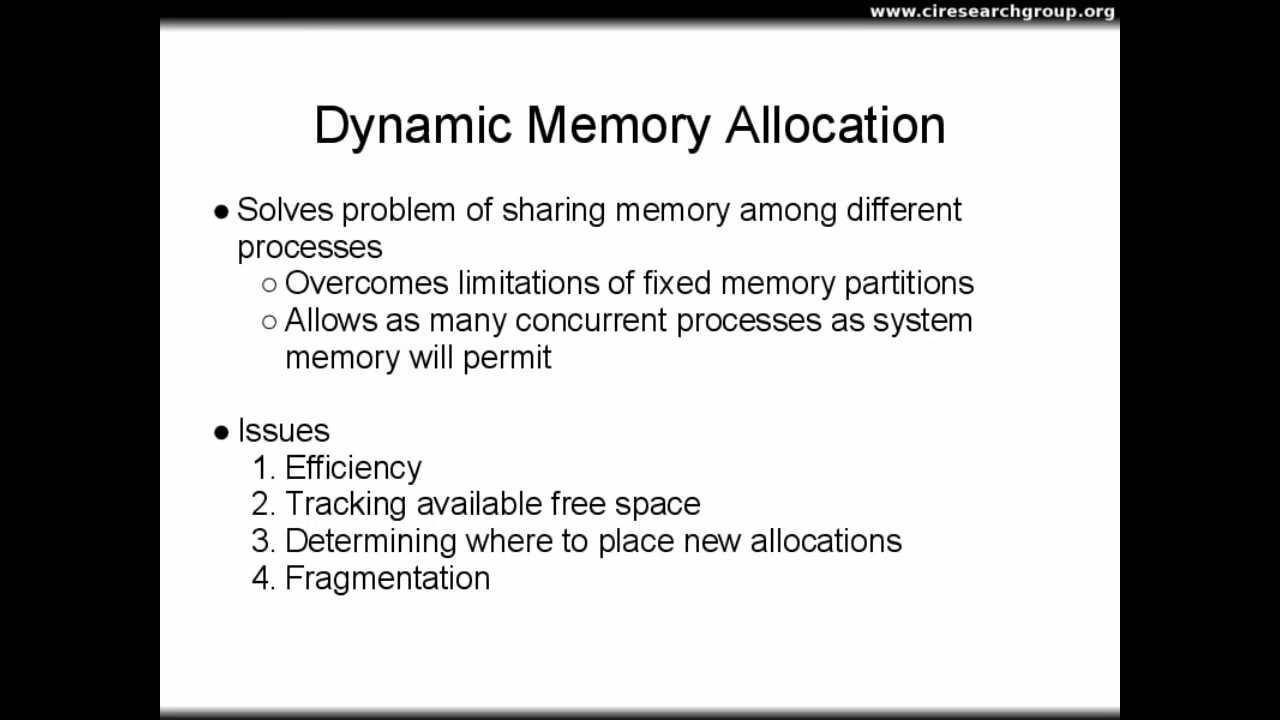 www.ciresearchgroup.org
Dynamic Memory Allocation
● Solves problem of sharing memory among different
processes
○ Overcomes limitations of fixed memory partitions
○ Allows as many concurrent processes as system
memory will permit
● Issues
1. Efficiency
2. Tracking available free space
3. Determining where to place new allocations
4. Fragmentation